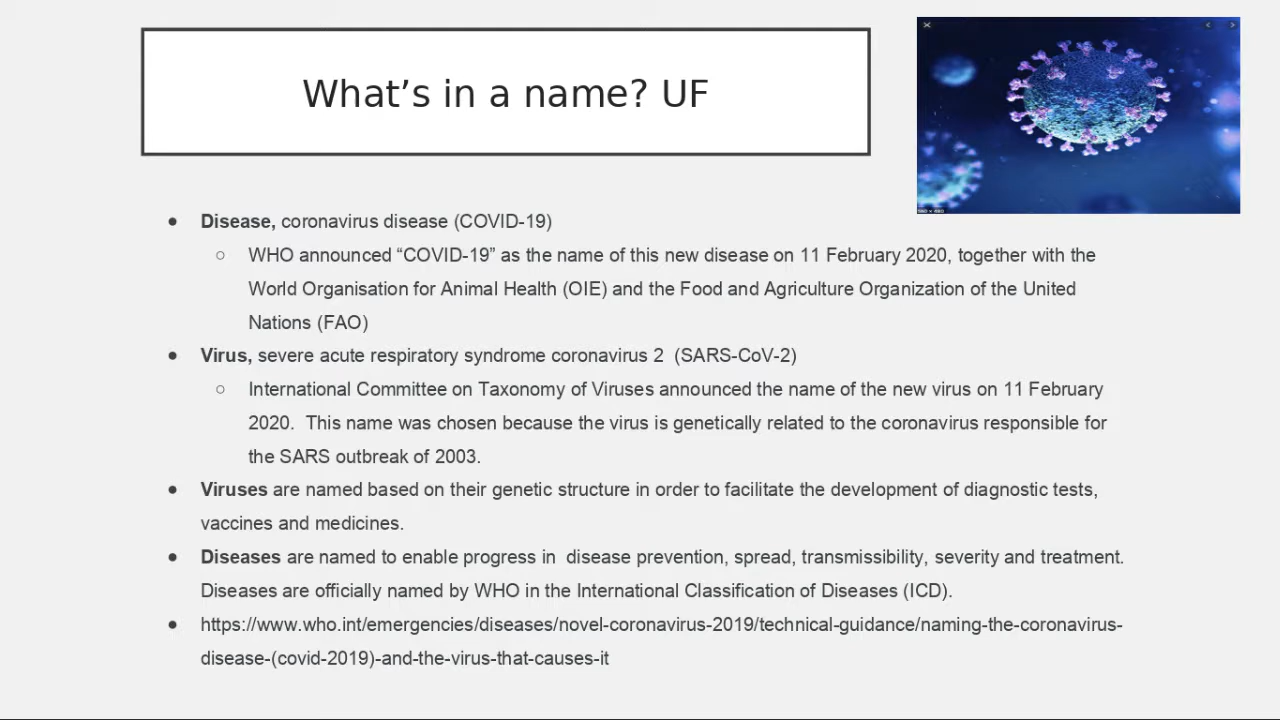 What’s in a name? UF
● Disease, coronavirus disease (COVID-19)
○ WHO announced “COVID-19” as the name of this new disease on 11 February 2020, together with the
World Organisation for Animal Health (OIE) and the Food and Agriculture Organization of the United
Nations (FAO)
● Virus, severe acute respiratory syndrome coronavirus 2  (SARS-CoV-2)
○ International Committee on Taxonomy of Viruses announced the name of the new virus on 11 February
2020.  This name was chosen because the virus is genetically related to the coronavirus responsible for
the SARS outbreak of 2003.
● Viruses are named based on their genetic structure in order to facilitate the development of diagnostic tests,
vaccines and medicines.
● Diseases are named to enable progress in  disease prevention, spread, transmissibility, severity and treatment.
Diseases are officially named by WHO in the International Classification of Diseases (ICD).
● https://www.who.int/emergencies/diseases/novel-coronavirus-2019/technical-guidance/naming-the-coronavirus-
disease-(covid-2019)-and-the-virus-that-causes-it